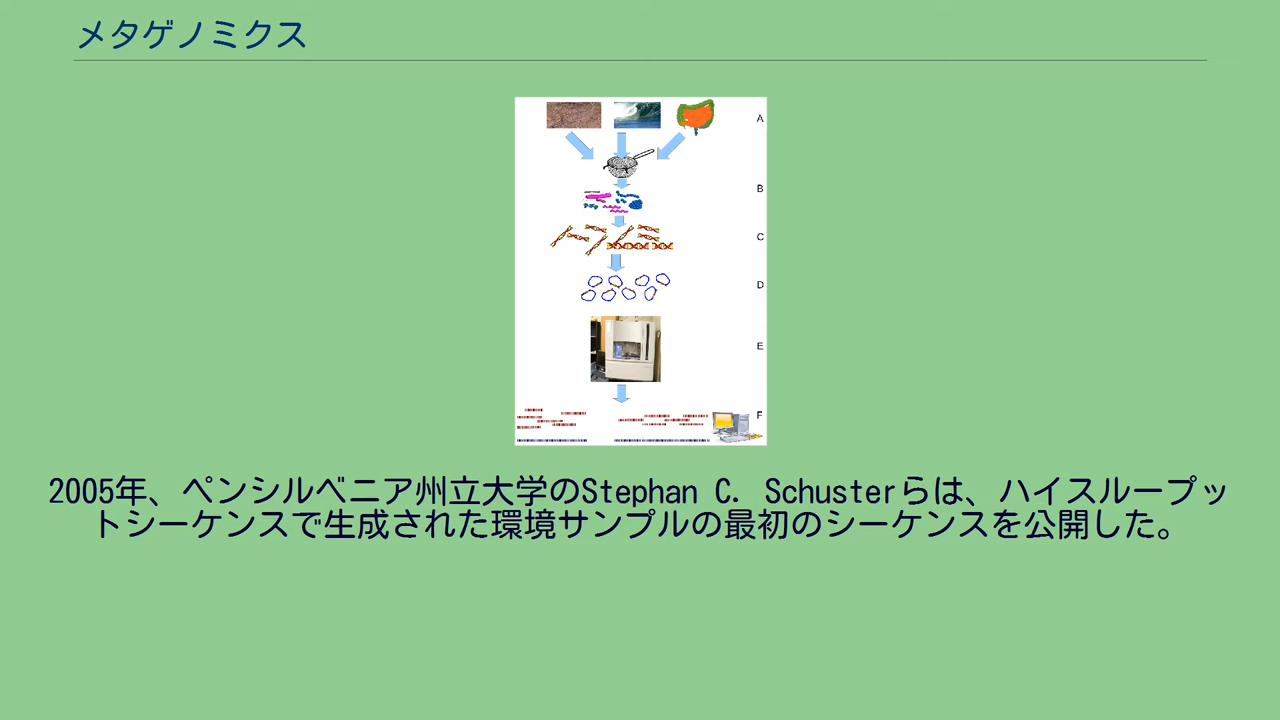 メタゲノミクス
A
B
C
D
E
F
2005年、ペンシルベニア州立大学のStephan C. Schusterらは、ハイスループッ
トシーケンスで生成された環境サンプルの最初のシーケンスを公開した。